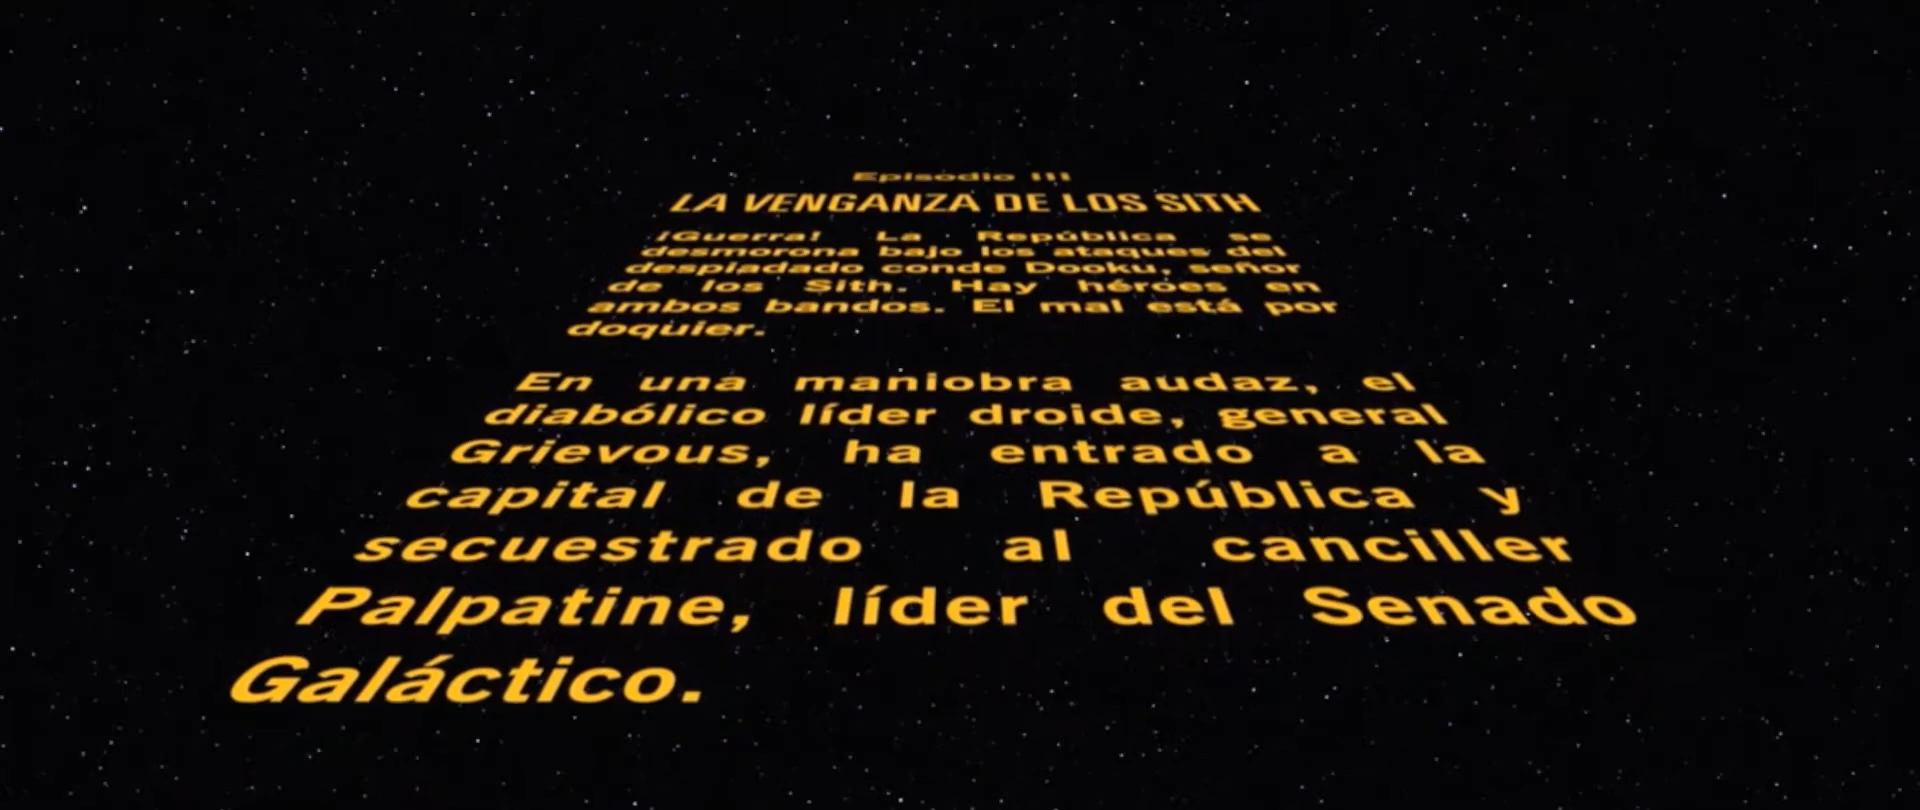 Episodio III
LA VENGANZA DE LOS SITH
¡Guerra! La República se
desmorona bajo los ataques del
despiadado conde Dooku, señor
de los Sith. Hay héroes en
ambos bandos. El mal está por
doquier.
En una maniobra audaz, el
diabólico líder droide, general
Grievous, ha entrado a la
capital de la República y
secuestrado al canciller
Palpatine, líder del Senado
Galáctico.